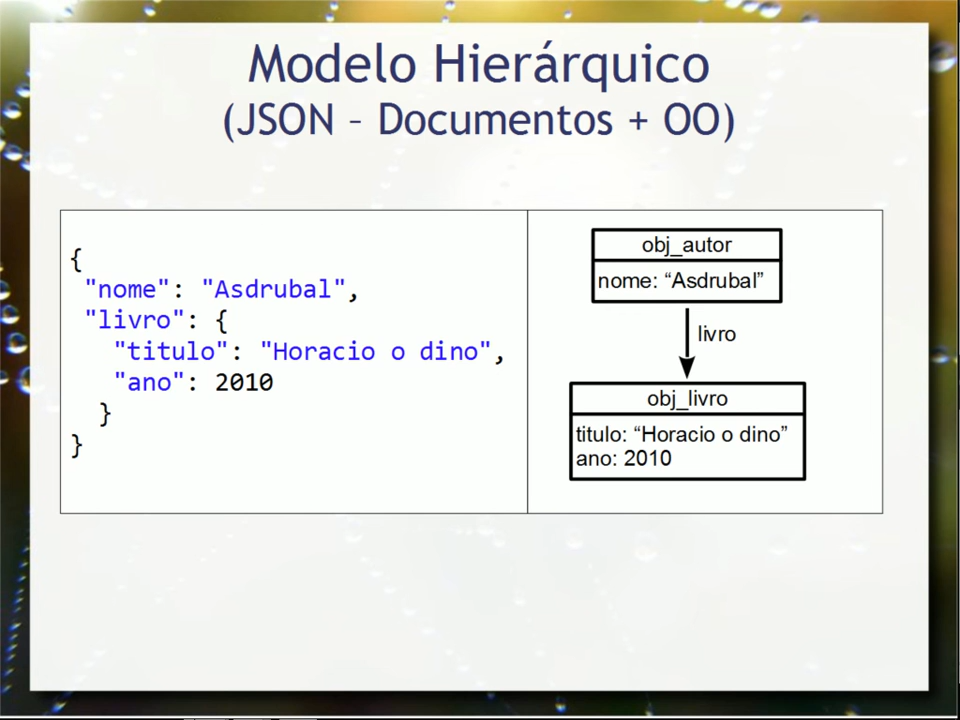 Modelo Hierárquico
(JSON – Documentos + OO)
{
"nome": "Asdrubal",
"livro": {
"titulo": "Horacio o dino",
"ano": 2010
}
}
obj_autor
nome: “Asdrubal”
livro
obj_livro
titulo: “Horacio o dino”
ano: 2010